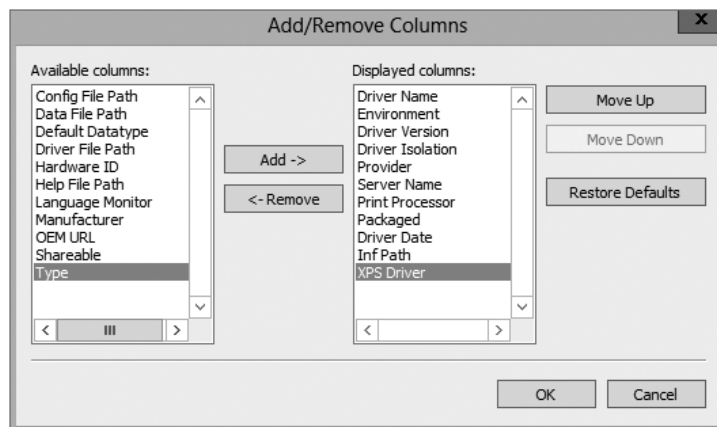 Add/Remove Columns
x
Available columns:
Config File Path
Data File Path
Default Datatype
Driver File Path
Hardware ID
Help File Path
Language Monitor
Manufacturer
OEM URL
Shareable
Type
Add ->
<- Remove
Displayed columns:
Driver Name
Environment
Driver Version
Driver Isolation
Provider
Server Name
Print Processor
Packaged
Driver Date
Inf Path
XPS Driver
Move Up
Move Down
Restore Defaults
OK
Cancel